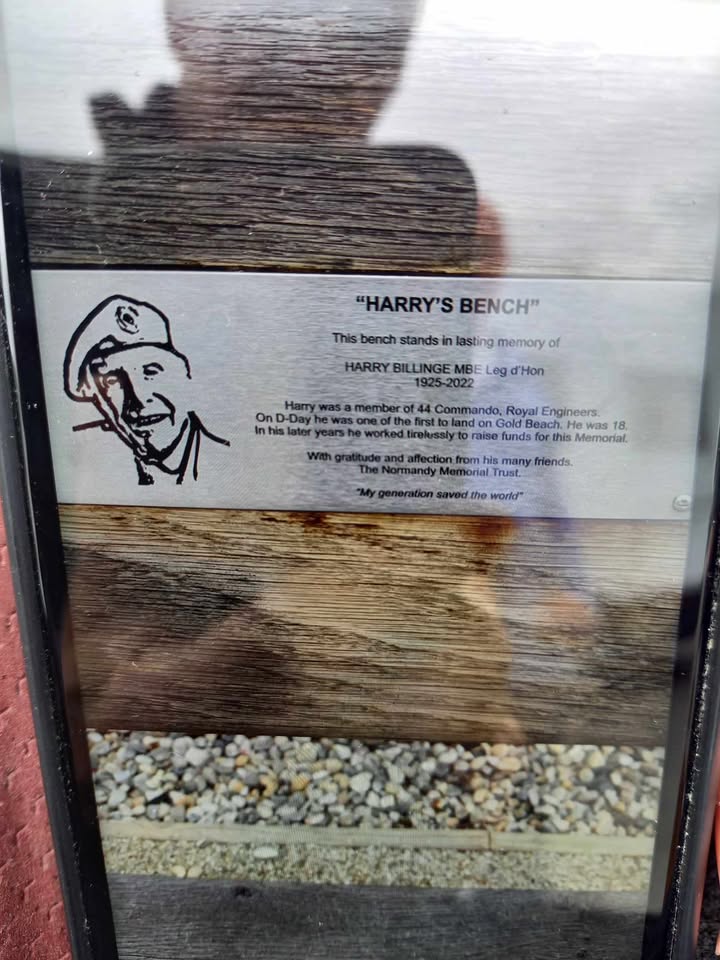 “HARRY’S BENCH”
This bench stands in lasting memory of
HARRY BILLINGE MBE Leg d’Hon
1925-2022
Harry was a member of 44 Commando, Royal Engineers.
On D-Day he was one of the first to land on Gold Beach. He was 18.
In his later years he worked tirelessly to raise funds for this Memorial.
With gratitude and affection from his many friends.
The Normandy Memorial Trust.
“My generation saved the world”